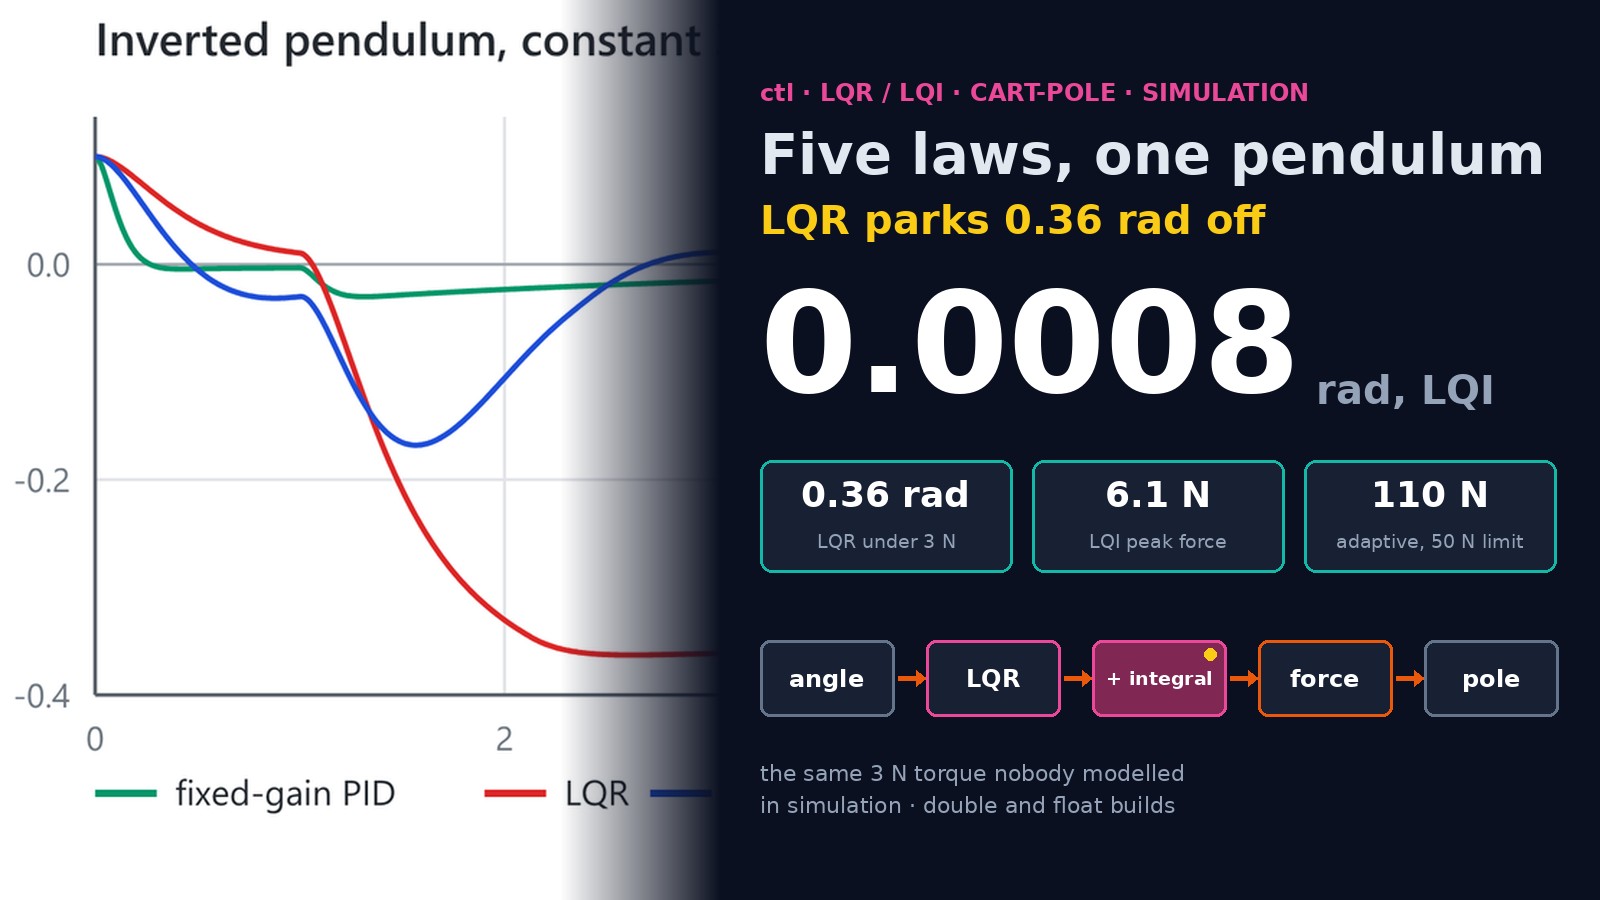 Inverted pendulum, constant
0.0
-0.2
-0.4
0
2
fixed-gain PID
LQR
ctl · LQR / LQI · CART-POLE · SIMULATION
Five laws, one pendulum
LQR parks 0.36 rad off
0.0008 rad, LQI
0.36 rad
LQR under 3 N
6.1 N
LQI peak force
110 N
adaptive, 50 N limit
angle
LQR
+ integral
force
pole
the same 3 N torque nobody modelled
in simulation · double and float builds